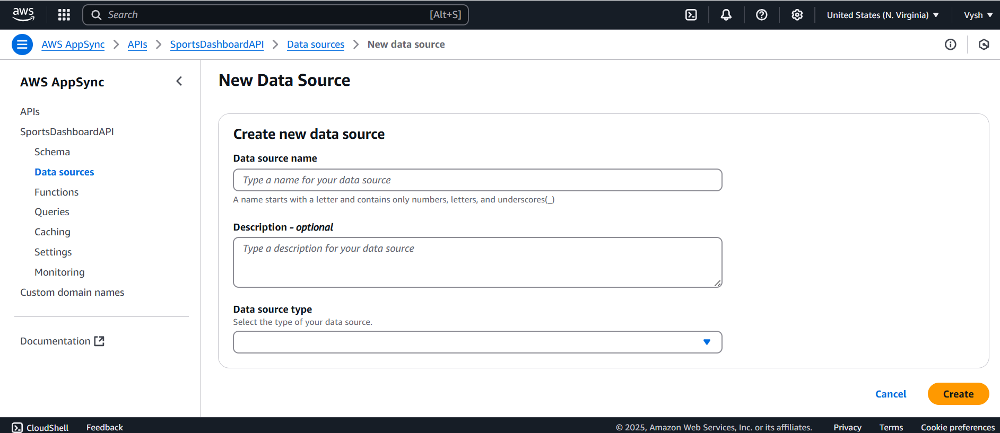 aws Search [Alt+S] United States (N. Virginia) Vysh
AWS AppSync APIs SportsDashboardAPI Data sources New data source
AWS AppSync
APIs
SportsDashboardAPI
Schema
Data sources
Functions
Queries
Caching
Settings
Monitoring
Custom domain names
Documentation
New Data Source
Create new data source
Data source name
Type a name for your data source
A name starts with a letter and contains only numbers, letters, and underscores(_)
Description - optional
Type a description for your data source
Data source type
Select the type of your data source.
Cancel Create
CloudShell Feedback © 2025, Amazon Web Services, Inc. or its affiliates. Privacy Terms Cookie preferences